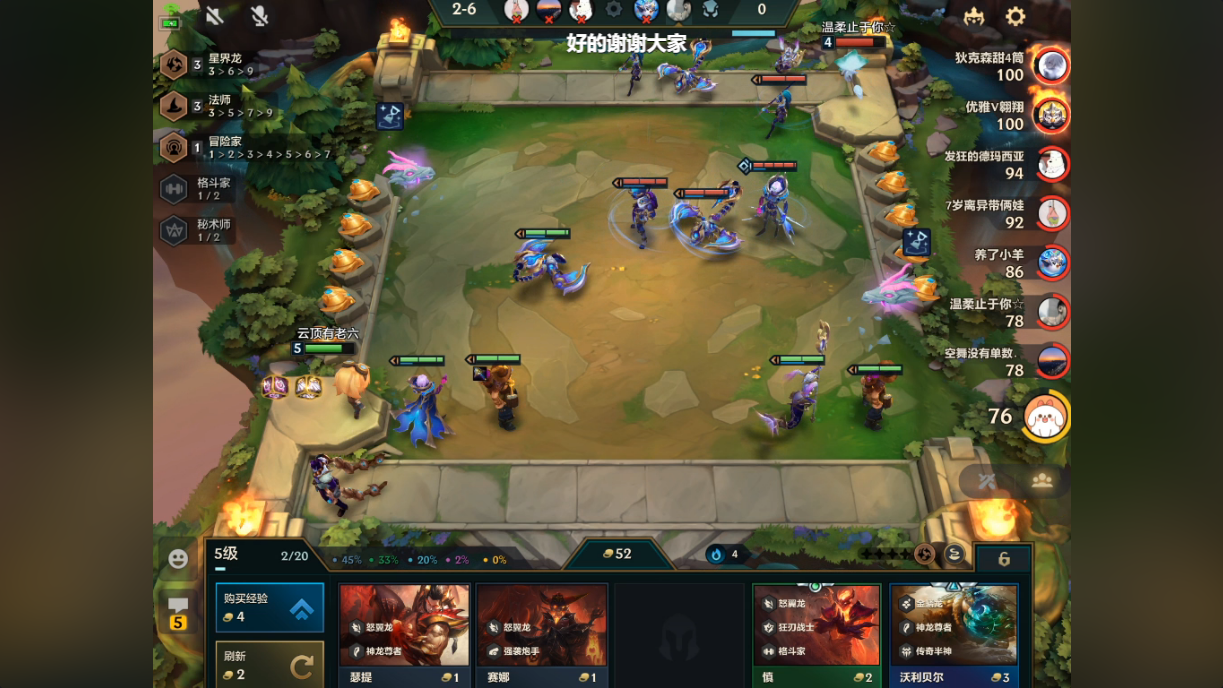 2-6
0
好的谢谢大家
温柔止于你☆
4
3
星界龙
3 > 6 > 9
3
法师
3 > 5 > 7 > 9
1
冒险家
1 > 2 > 3 > 4 > 5 > 6 > 7
格斗家
1 / 2
秘术师
1 / 2
狄克森甜4筒
100
优雅V翱翔
100
发狂的德玛西亚
94
7岁离异带俩娃
92
养了小羊
86
温柔止于你☆
78
空舞没有单数.
78
76
云顶有老六
5
5级
2/20
45%
33%
20%
2%
0%
52
4
6
5
购买经验
4
刷新
2
怒翼龙
神龙尊者
瑟提
1
怒翼龙
强袭炮手
赛娜
1
怒翼龙
狂刃战士
格斗家
慎
2
金鳞龙
神龙尊者
传奇半神
沃利贝尔
3